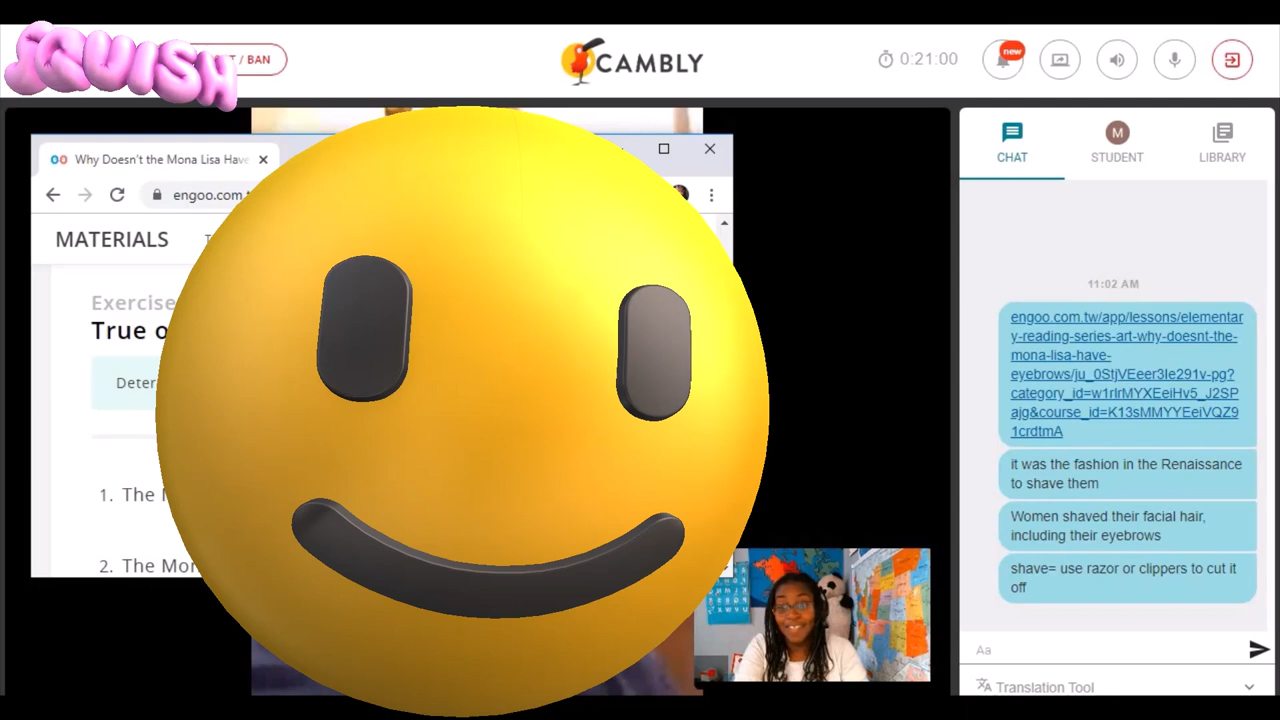 SQUISH
T / BAN
CAMBLY
0:21:00
new
Why Doesn't the Mona Lisa Have
engoo.com.t
MATERIALS
Exercise
True o
Deter
1. The
2. The Mon
CHAT
M
STUDENT
LIBRARY
11:02 AM
engoo.com.tw/app/lessons/elementar
y-reading-series-art-why-doesnt-the-
mona-lisa-have-
eyebrows/ju_0StjVEeer3Ie291v-pg?
category_id=w1rlrMYXEeiHv5_J2SP
ajg&course_id=K13sMMYYEeiVQZ9
1crdtmA
it was the fashion in the Renaissance
to shave them
Women shaved their facial hair,
including their eyebrows
shave= use razor or clippers to cut it
off
Aa
Translation Tool